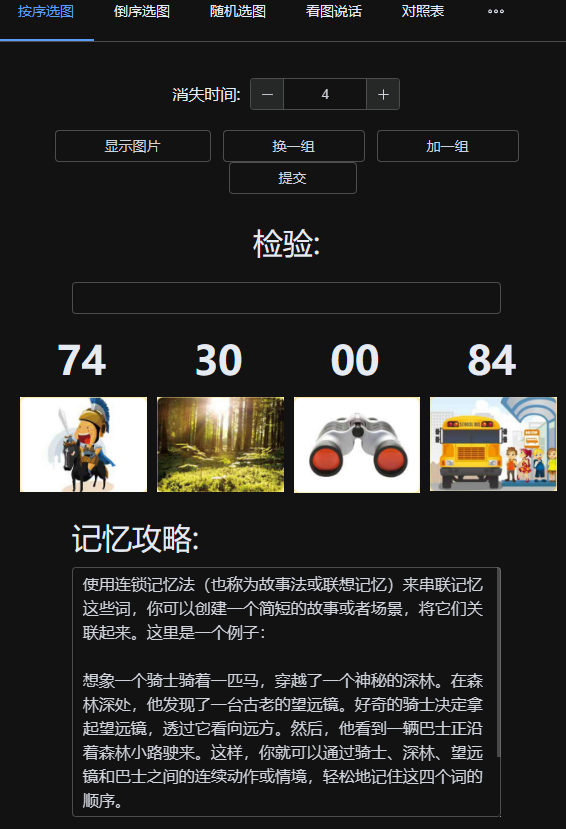 按序选图 倒序选图 随机选图 看图说话 对照表
消失时间: 4
显示图片 换一组 加一组
提交
检验:
74 30 00 84
SCHOOL BUS
记忆攻略:
使用连锁记忆法（也称为故事法或联想记忆）来串联记忆
这些词，你可以创建一个简短的故事或者场景，将它们关
联起来。这里是一个例子：
想象一个骑士骑着一匹马，穿越了一个神秘的深林。在森
林深处，他发现了一台古老的望远镜。好奇的骑士决定拿
起望远镜，透过它看向远方。然后，他看到一辆巴士正沿
着森林小路驶来。这样，你就可以通过骑士、深林、望远
镜和巴士之间的连续动作或情境，轻松地记住这四个词的
顺序。